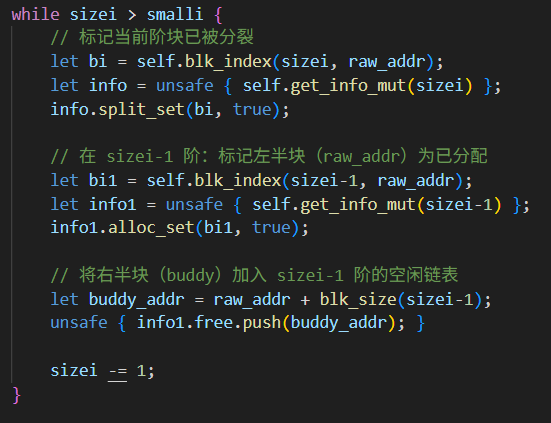 while sizei > smalli {
    // 标记当前阶块已被分裂
    let bi = self.blk_index(sizei, raw_addr);
    let info = unsafe { self.get_info_mut(sizei) };
    info.split_set(bi, true);

    // 在 sizei-1 阶：标记左半块（raw_addr）为已分配
    let bi1 = self.blk_index(sizei-1, raw_addr);
    let info1 = unsafe { self.get_info_mut(sizei-1) };
    info1.alloc_set(bi1, true);

    // 将右半块（buddy）加入 sizei-1 阶的空闲链表
    let buddy_addr = raw_addr + blk_size(sizei-1);
    unsafe { info1.free.push(buddy_addr); }

    sizei -= 1;
}